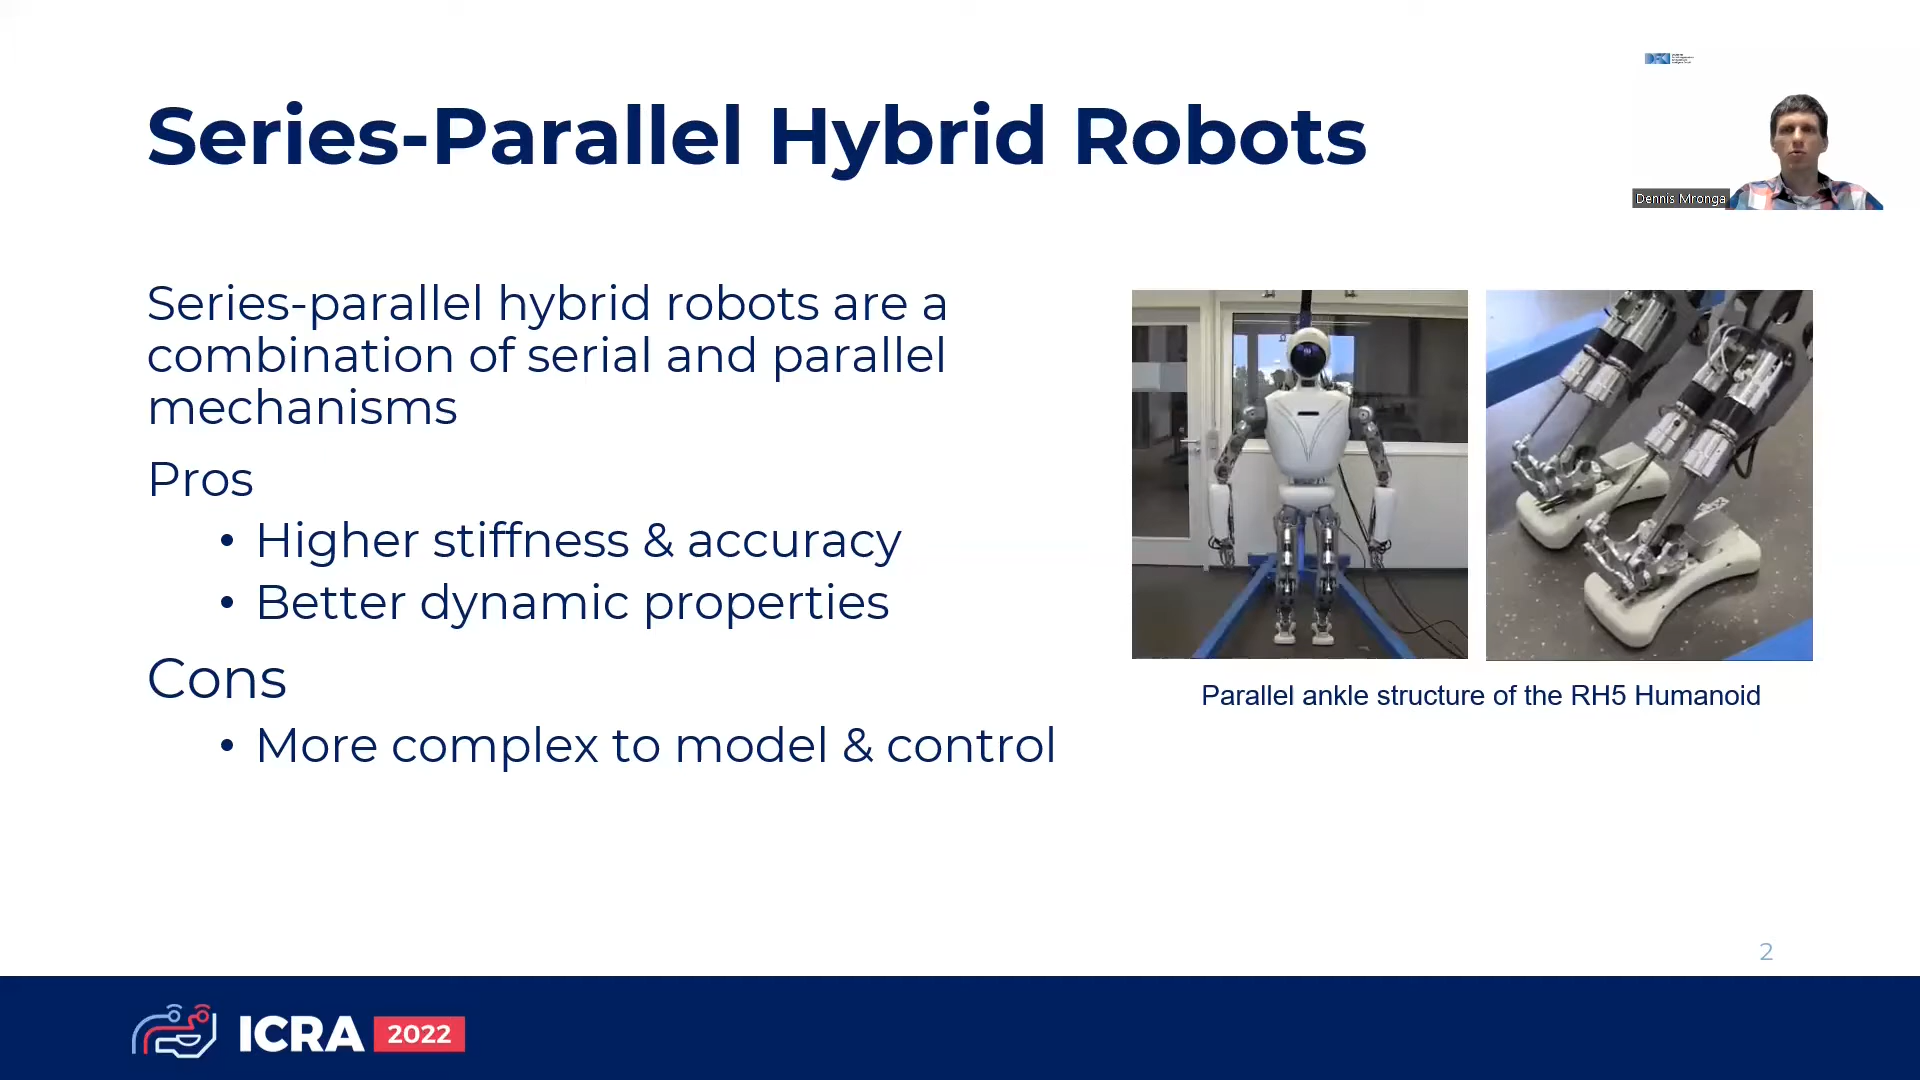 Series-Parallel Hybrid Robots
Dennis Mronga
Series-parallel hybrid robots are a
combination of serial and parallel
mechanisms
Pros
• Higher stiffness & accuracy
• Better dynamic properties
Cons
• More complex to model & control
Parallel ankle structure of the RH5 Humanoid
2
ICRA 2022